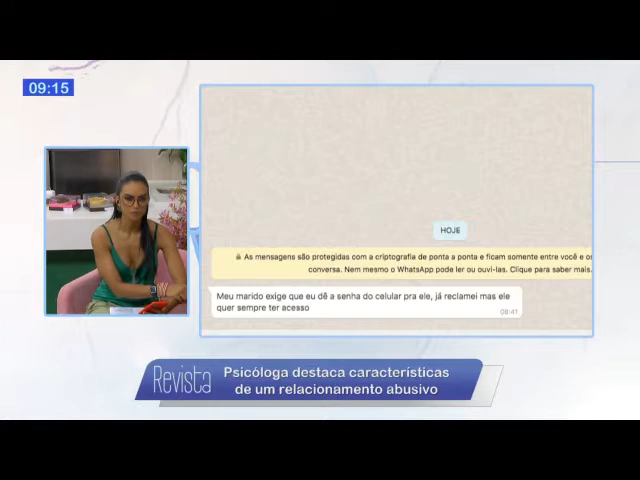 09:15
HOJE
As mensagens são protegidas com a criptografia de ponta a ponta e ficam somente entre você e os
conversa. Nem mesmo o WhatsApp pode ler ou ouvi-las. Clique para saber mais.
Meu marido exige que eu dê a senha do celular pra ele, já reclamei mas ele
quer sempre ter acesso
08:41
Revista
Psicóloga destaca características
de um relacionamento abusivo